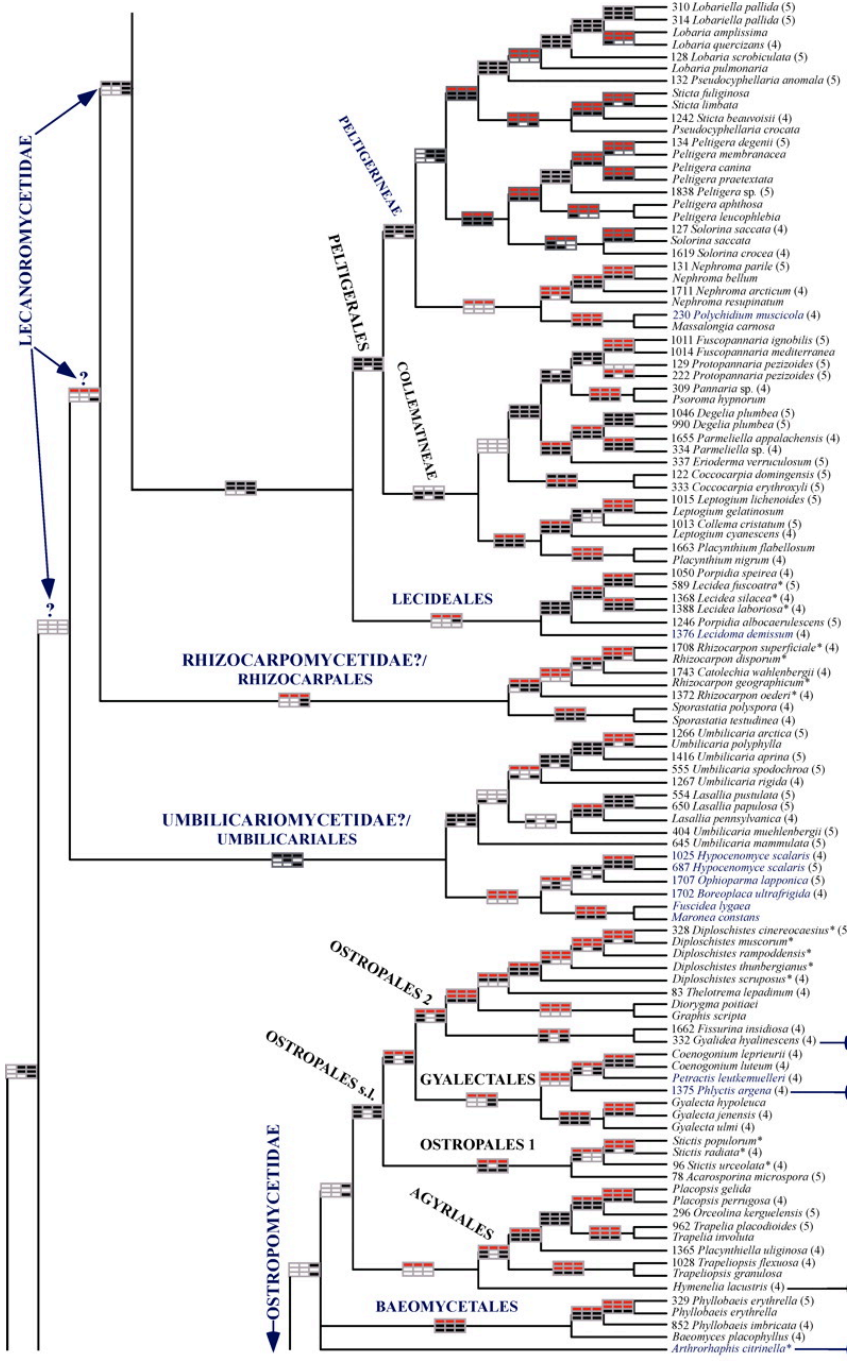 310 Lobariella pallida (5)
314 Lobariella pallida (5)
Lobaria amplissima
Lobaria quercizans (4)
128 Lobaria scrobiculata (5)
Lobaria pulmonaria
132 Pseudocyphellaria anomala (5)
Sticta fuliginosa
Sticta limbata
1242 Sticta beauvoisii (4)
Pseudocyphellaria crocata
134 Peltigera degenii (5)
Peltigera membranacea
Peltigera canina
Peltigera praetextata
1838 Peltigera sp. (5)
Peltigera aphthosa
Peltigera leucophlebia
127 Solorina saccata (4)
Solorina saccata
1619 Solorina crocea (4)
131 Nephroma parile (5)
Nephroma bellum
1711 Nephroma arcticum (4)
Nephroma resupinatum
230 Polychidium muscicola (4)
Massalongia carnosa
1011 Fuscopannaria ignobilis (5)
1014 Fuscopannaria mediterranea
129 Protopannaria pezizoides (5)
222 Protopannaria pezizoides (5)
309 Pannaria sp. (4)
Psoroma hypnorum
1046 Degelia plumbea (5)
990 Degelia plumbea (5)
1655 Parmeliella appalachensis (4)
334 Parmeliella sp. (4)
337 Erioderma verruculosum (5)
122 Coccocarpia domingensis (5)
333 Coccocarpia erythroxyli (5)
1015 Leptogium lichenoides (5)
Leptogium gelatinosum
1013 Collema cristatum (5)
Leptogium cyanescens (4)
1663 Placynthium flabellosum
Placynthium nigrum (4)
1050 Porpidia speirea (4)
589 Lecidea fuscoatra* (5)
1368 Lecidea silacea* (4)
1388 Lecidea laboriosa* (4)
1246 Porpidia albocaerulescens (5)
1376 Lecidoma demissum (4)
1708 Rhizocarpon superficiale* (4)
Rhizocarpon disporum*
1743 Catolechia wahlenbergii (4)
Rhizocarpon geographicum*
1372 Rhizocarpon oederi* (4)
Sporastatia polyspora (4)
Sporastatia testudinea (4)
1266 Umbilicaria arctica (5)
Umbilicaria polyphylla
1416 Umbilicaria aprina (5)
555 Umbilicaria spodochroa (5)
1267 Umbilicaria rigida (4)
554 Lasallia pustulata (5)
650 Lasallia papulosa (5)
Lasallia pennsylvanica (4)
404 Umbilicaria muehlenbergii (5)
645 Umbilicaria mammulata (5)
1025 Hypocenomyce scalaris (4)
687 Hypocenomyce scalaris (5)
1707 Ophioparma lapponica (5)
1702 Boreoplaca ultrafrigida (4)
Fuscidea lygaea
Maronea constans
328 Diploschistes cinereocaesius* (5
Diploschistes muscorum*
Diploschistes rampoddensis*
Diploschistes thunbergianus*
Diploschistes scruposus* (4)
83 Thelotrema lepadinum (4)
Diorygma poitiaei
Graphis scripta
1662 Fissurina insidiosa (4)
332 Gyalidea hyalinescens (4)
Coenogonium leprieurii (4)
Coenogonium luteum (4)
Petractis leutkemuelleri (4)
1375 Phlyctis argena (4)
Gyalecta hypoleuca
Gyalecta jenensis (4)
Gyalecta ulmi (4)
Stictis populorum*
Stictis radiata* (4)
96 Stictis urceolata* (4)
78 Acarosporina microspora (5)
Placopsis gelida
Placopsis perrugosa (4)
296 Orceolina kerguelensis (5)
962 Trapelia placodioides (5)
Trapelia involuta
1365 Placynthiella uliginosa (4)
1028 Trapeliopsis flexuosa (4)
Trapeliopsis granulosa
Hymenelia lacustris (4)
329 Phyllobaeis erythrella (5)
Phyllobaeis erythrella
852 Phyllobaeis imbricata (4)
Baeomyces placophyllus (4)
Arthrorhaphis citrinella*
LECANOROMYCETIDAE
?
?
PELTIGERINEAE
PELTIGERALES
COLLEMATINEAE
LECIDEALES
RHIZOCARPOMYCETIDAE?/
RHIZOCARPALES
UMBILICARIOMYCETIDAE?/
UMBILICARIALES
OSTROPALES 2
OSTROPALES s.l.
GYALECTALES
OSTROPALES 1
AGYRIALES
OSTROPOMYCETIDAE
BAEOMYCETALES